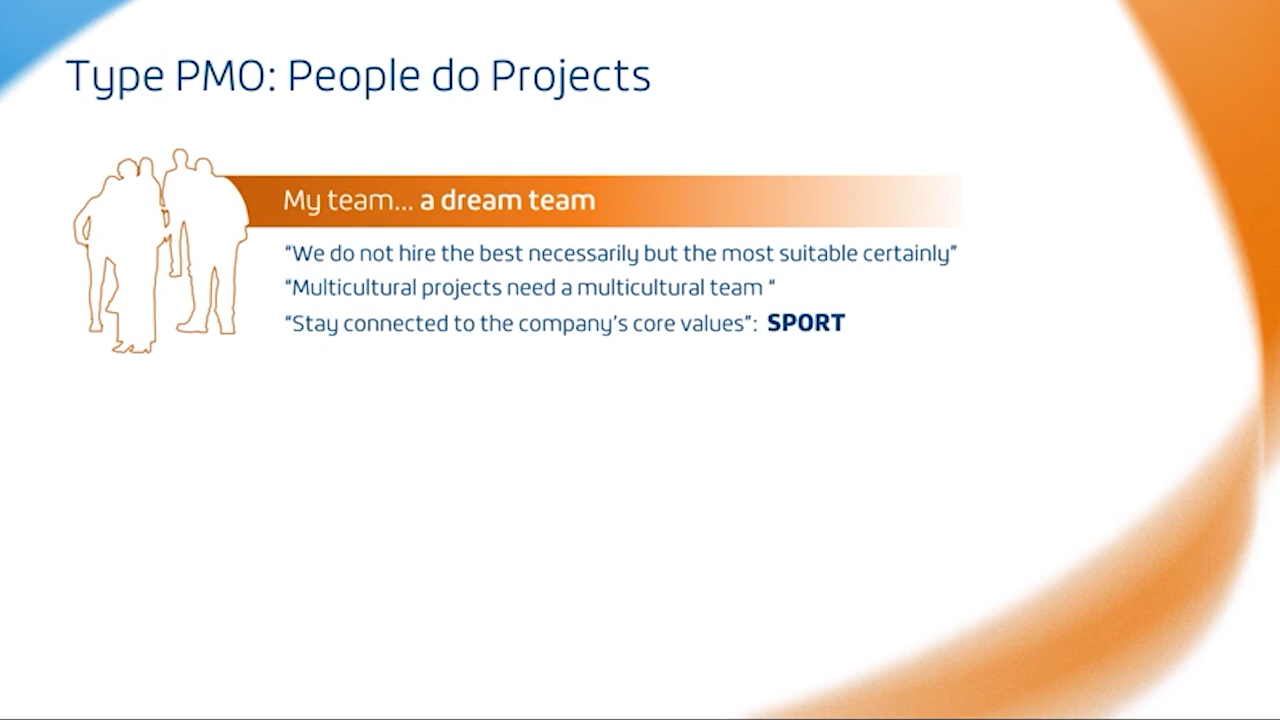 Type PMO: People do Projects
My team... a dream team
“We do not hire the best necessarily but the most suitable certainly”
“Multicultural projects need a multicultural team “
“Stay connected to the company’s core values”: SPORT